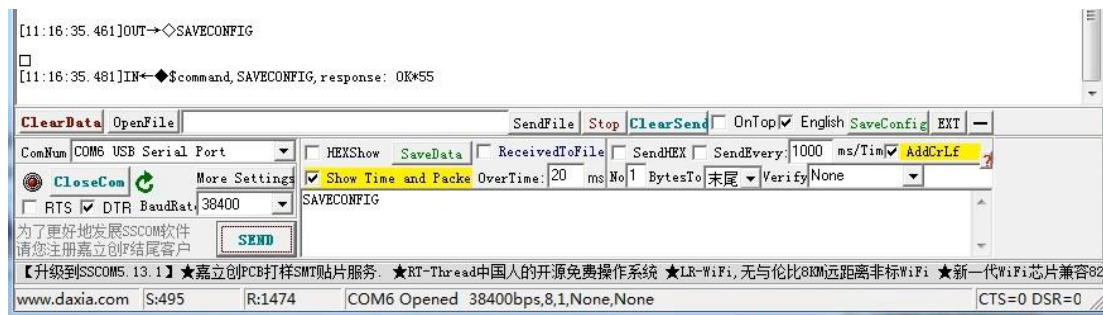 [11:16:35.461]OUT→◇SAVECONFIG
□
[11:16:35.481]IN←◆$command,SAVECONFIG,response: OK*55
ClearData OpenFile SendFile Stop ClearSend OnTop English SaveConfig EXT —
ComNum COM6 USB Serial Port HEXShow SaveData ReceivedToFile SendHEX SendEvery: 1000 ms/Tim AddCrLf
CloseCom More Settings Show Time and Packe OverTime: 20 ms No 1 BytesTo 末尾 Verify None ?
RTS DTR BaudRat: 38400 SAVECONFIG
为了更好地发展SSCOM软件
请您注册嘉立创F结尾客户 SEND
【升级到SSCOM5.13.1】★嘉立创PCB打样SMT贴片服务. ★RT-Thread中国人的开源免费操作系统 ★LR-WiFi,无与伦比8KM远距离非标WiFi ★新一代WiFi芯片兼容82
www.daxia.com S:495 R:1474 COM6 Opened 38400bps,8,1,None,None CTS=0 DSR=0